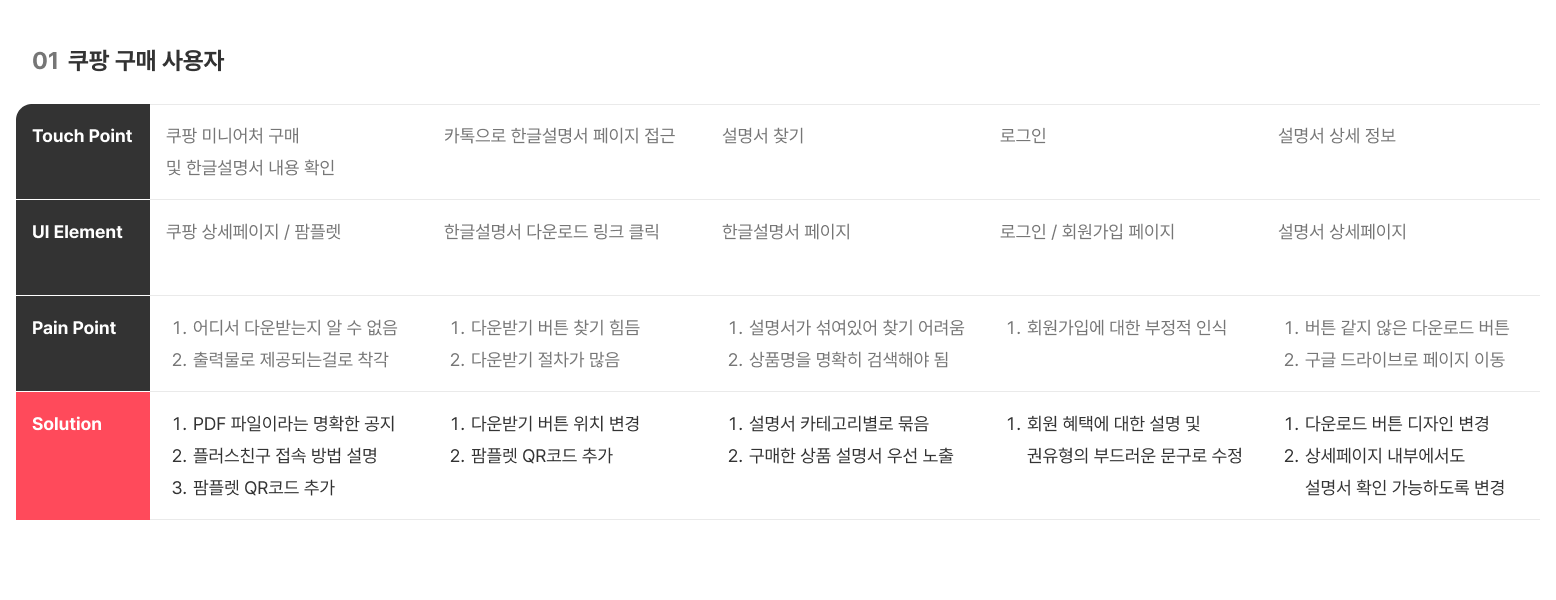 01 쿠팡 구매 사용자
Touch Point
쿠팡 미니어처 구매
및 한글설명서 내용 확인
카톡으로 한글설명서 페이지 접근
설명서 찾기
로그인
설명서 상세 정보
UI Element
쿠팡 상세페이지 / 팜플렛
한글설명서 다운로드 링크 클릭
한글설명서 페이지
로그인 / 회원가입 페이지
설명서 상세페이지
Pain Point
1. 어디서 다운받는지 알 수 없음
2. 출력물로 제공되는걸로 착각
1. 다운받기 버튼 찾기 힘듬
2. 다운받기 절차가 많음
1. 설명서가 섞여있어 찾기 어려움
2. 상품명을 명확히 검색해야 됨
1. 회원가입에 대한 부정적 인식
1. 버튼 같지 않은 다운로드 버튼
2. 구글 드라이브로 페이지 이동
Solution
1. PDF 파일이라는 명확한 공지
2. 플러스친구 접속 방법 설명
3. 팜플렛 QR코드 추가
1. 다운받기 버튼 위치 변경
2. 팜플렛 QR코드 추가
1. 설명서 카테고리별로 묶음
2. 구매한 상품 설명서 우선 노출
1. 회원 혜택에 대한 설명 및
권유형의 부드러운 문구로 수정
1. 다운로드 버튼 디자인 변경
2. 상세페이지 내부에서도
설명서 확인 가능하도록 변경